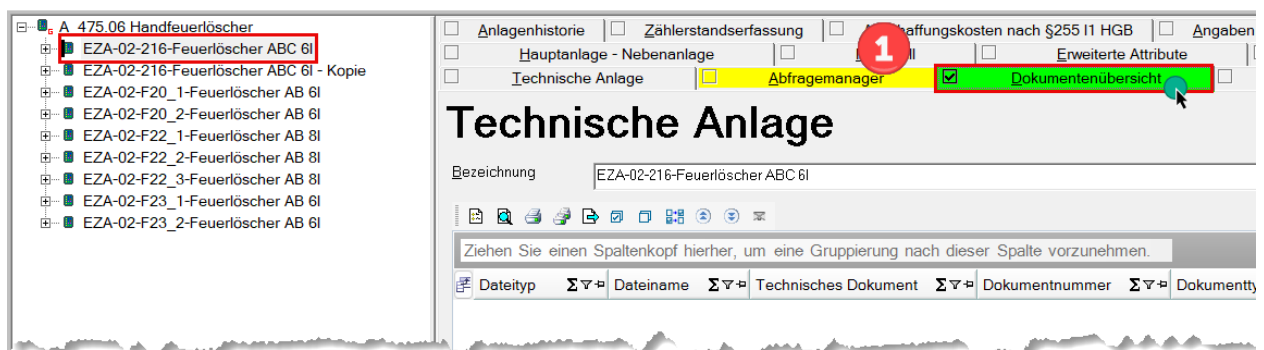 A_475.06 Handfeuerlöscher
EZA-02-216-Feuerlöscher ABC 6l
EZA-02-216-Feuerlöscher ABC 6l - Kopie
EZA-02-F20_1-Feuerlöscher AB 6l
EZA-02-F20_2-Feuerlöscher AB 6l
EZA-02-F22_1-Feuerlöscher AB 8l
EZA-02-F22_2-Feuerlöscher AB 8l
EZA-02-F22_3-Feuerlöscher AB 8l
EZA-02-F23_1-Feuerlöscher AB 6l
EZA-02-F23_2-Feuerlöscher AB 6l
Anlagenhistorie Zählerstandserfassung nach §255 I1 HGB Angaben
Hauptanlage - Nebenanlage Erweiterte Attribute
Technische Anlage Abfragemanager Dokumentenübersicht
1
Technische Anlage
Bezeichnung EZA-02-216-Feuerlöscher ABC 6l
Ziehen Sie einen Spaltenkopf hierher, um eine Gruppierung nach dieser Spalte vorzunehmen.
Dateityp Dateiname Technisches Dokument Dokumentnummer Dokumentty